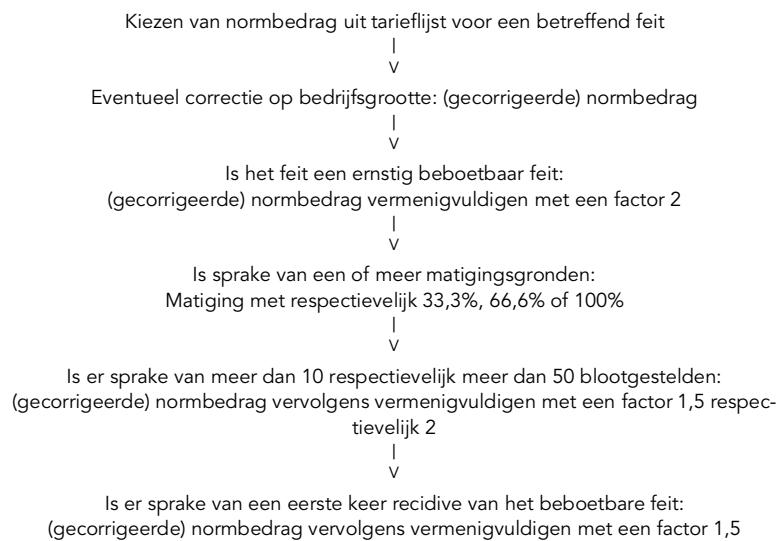 Kiezen van normbedrag uit tarieflijst voor een betreffend feit
|
V
Eventueel correctie op bedrijfsgrootte: (gecorrigeerde) normbedrag
|
V
Is het feit een ernstig beboetbaar feit:
(gecorrigeerde) normbedrag vermenigvuldigen met een factor 2
|
V
Is sprake van een of meer matigingsgronden:
Matiging met respectievelijk 33,3%, 66,6% of 100%
|
V
Is er sprake van meer dan 10 respectievelijk meer dan 50 blootgestelden:
(gecorrigeerde) normbedrag vervolgens vermenigvuldigen met een factor 1,5 respec-
tievelijk 2
|
V
Is er sprake van een eerste keer recidive van het beboetbare feit:
(gecorrigeerde) normbedrag vervolgens vermenigvuldigen met een factor 1,5